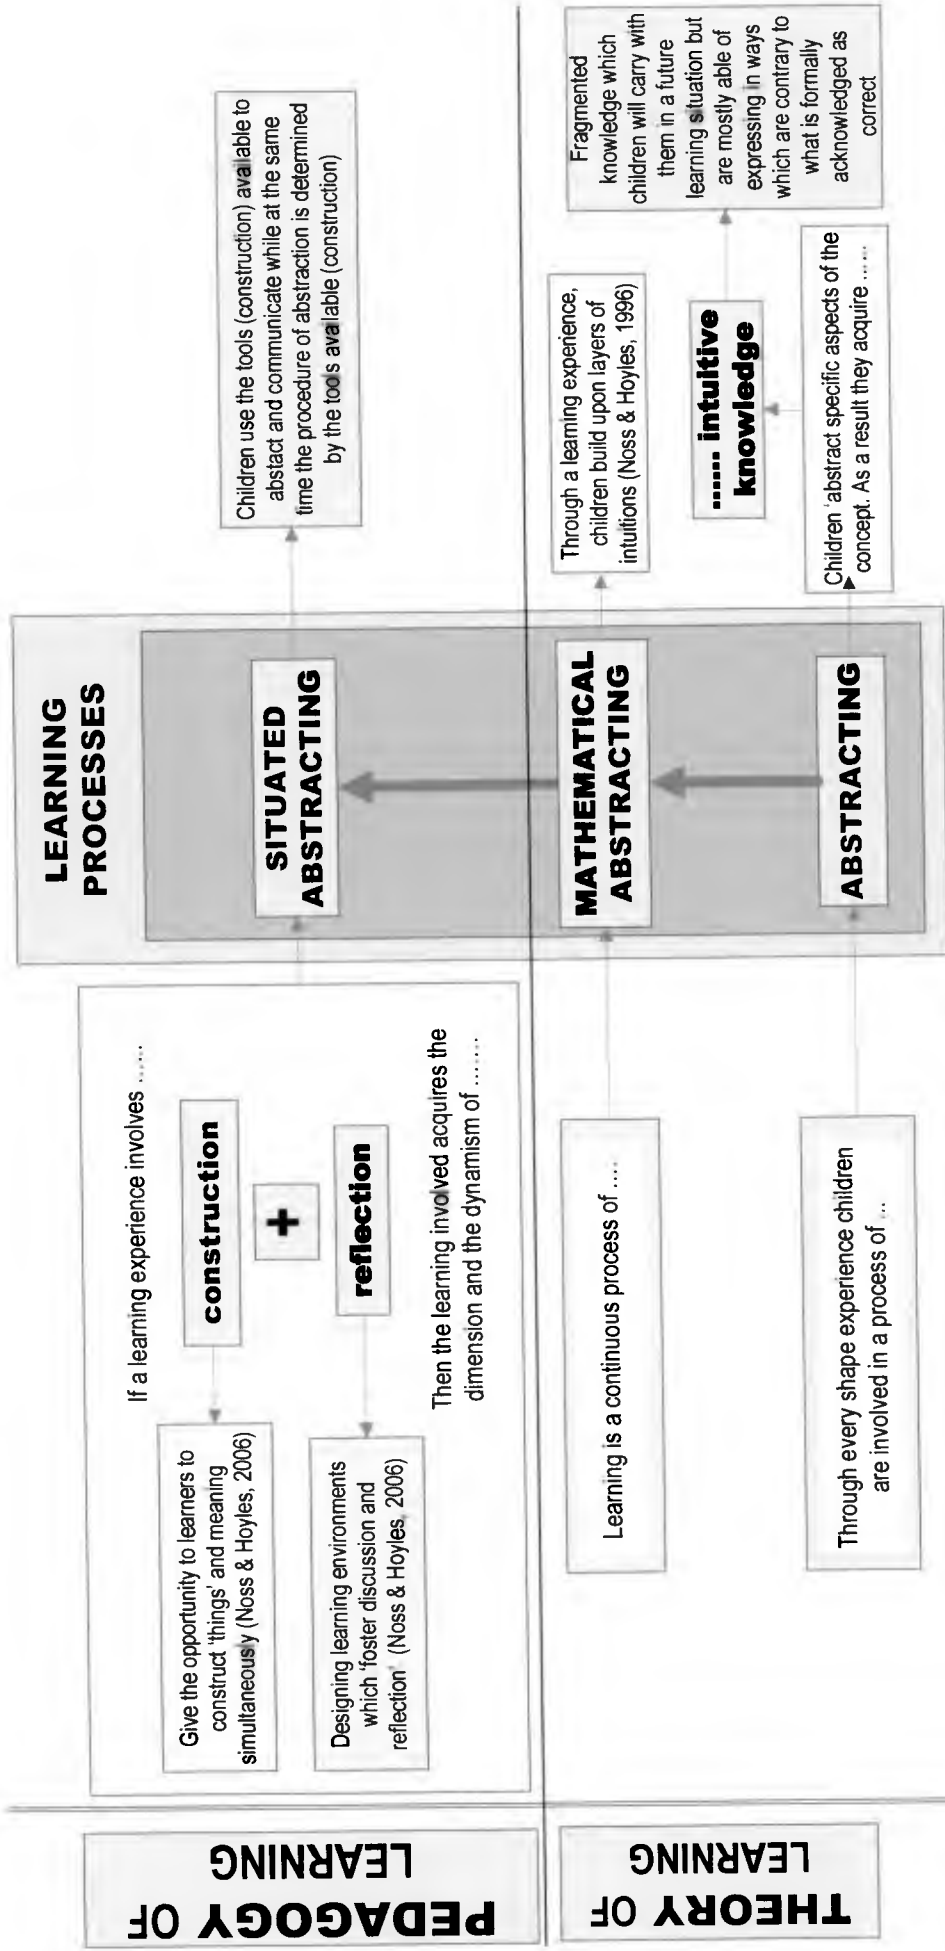 LEARNING
PROCESSES
PEDAGOGY OF
LEARNING
If a learning experience involves ......
construction
+
reflection
Give the opportunity to learners to
construct 'things' and meaning
simultaneously (Noss & Hoyles, 2006)
Designing learning environments
which 'foster discussion and
reflection' (Noss & Hoyles, 2006)
Then the learning involved acquires the
dimension and the dynamism of .......
SITUATED
ABSTRACTING
Children use the tools (construction) available to
abstact and communicate while at the same
time the procedure of abstraction is determined
by the tools available (construction)
THEORY OF
LEARNING
Learning is a continuous process of ....
MATHEMATICAL
ABSTRACTING
Through a learning experience,
children build upon layers of
intuitions (Noss & Hoyles, 1996)
Through every shape experience children
are involved in a process of ...
ABSTRACTING
Children 'abstract specific aspects of the
concept. As a result they acquire ......
...... intuitive
knowledge
Fragmented
knowledge which
children will carry with
them in a future
learning situation but
are mostly able of
expressing in ways
which are contrary to
what is formally
acknowledged as
correct